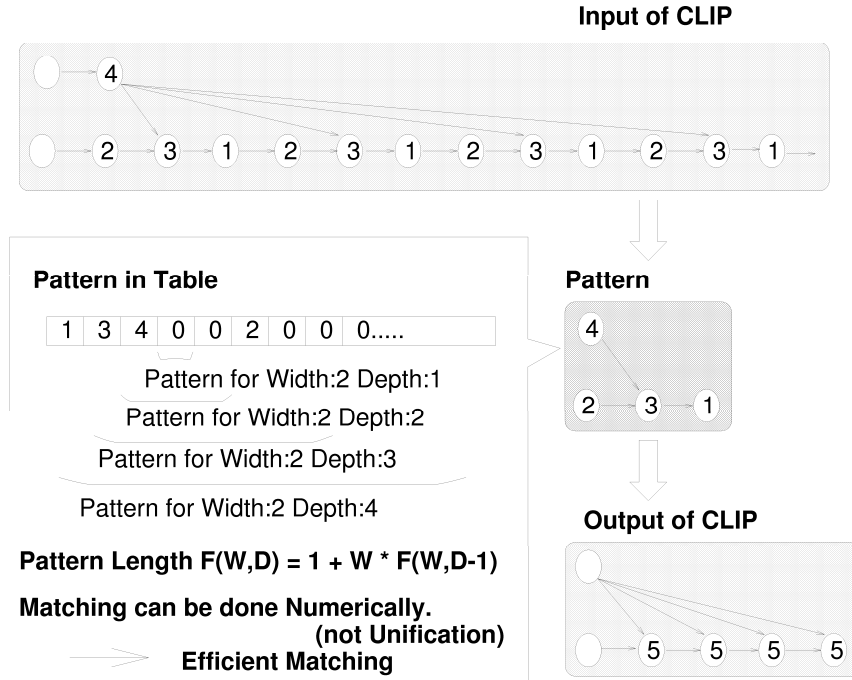 Input of CLIP
4
2 3 1 2 3 1 2 3 1 2 3 1
Pattern in Table
1 3 4 0 0 2 0 0 0.....
Pattern for Width:2 Depth:1
Pattern for Width:2 Depth:2
Pattern for Width:2 Depth:3
Pattern for Width:2 Depth:4
Pattern Length F(W,D) = 1 + W * F(W,D-1)
Matching can be done Numerically.
(not Unification)
Efficient Matching
Pattern
4
2 3 1
Output of CLIP
5 5 5 5